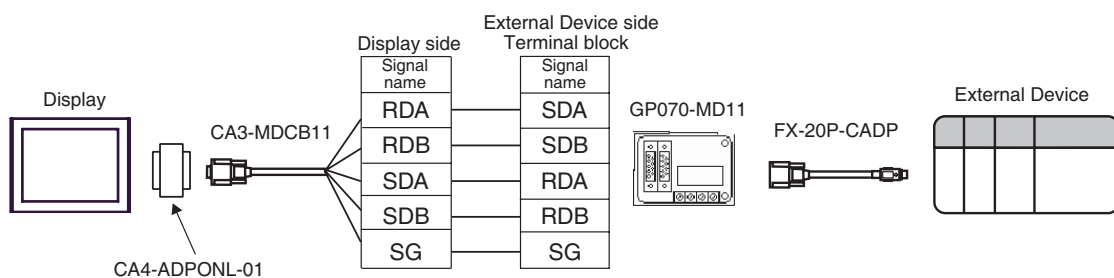 External Device side
Display side
Terminal block
Signal
name
Signal
name
Display
CA3-MDCB11
RDA
SDA
GP070-MD11
FX-20P-CADP
External Device
RDB
SDB
SDA
RDA
SDB
RDB
SG
SG
CA4-ADPONL-01